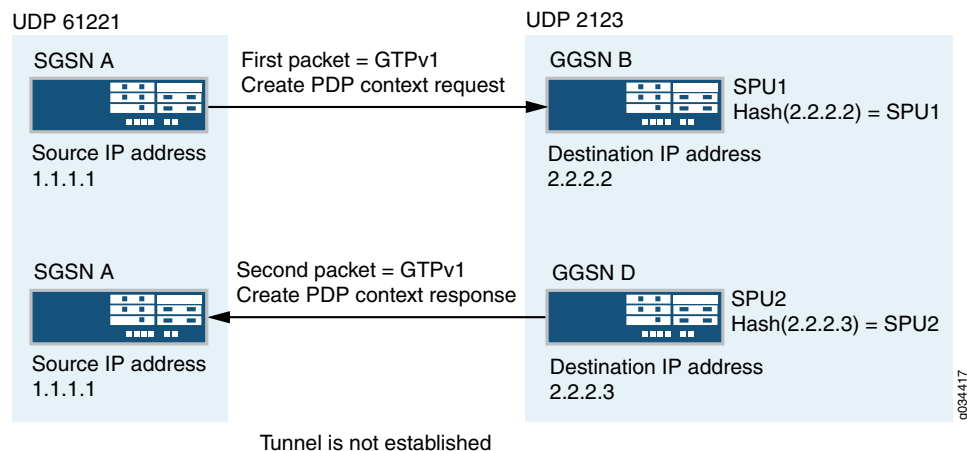 UDP 61221
UDP 2123
SGSN A
First packet = GTPv1
Create PDP context request
GGSN B
SPU1
Hash(2.2.2.2) = SPU1
Source IP address
1.1.1.1
Destination IP address
2.2.2.2
SGSN A
Second packet = GTPv1
Create PDP context response
GGSN D
SPU2
Hash(2.2.2.3) = SPU2
Source IP address
1.1.1.1
Destination IP address
2.2.2.3
g034417
Tunnel is not established